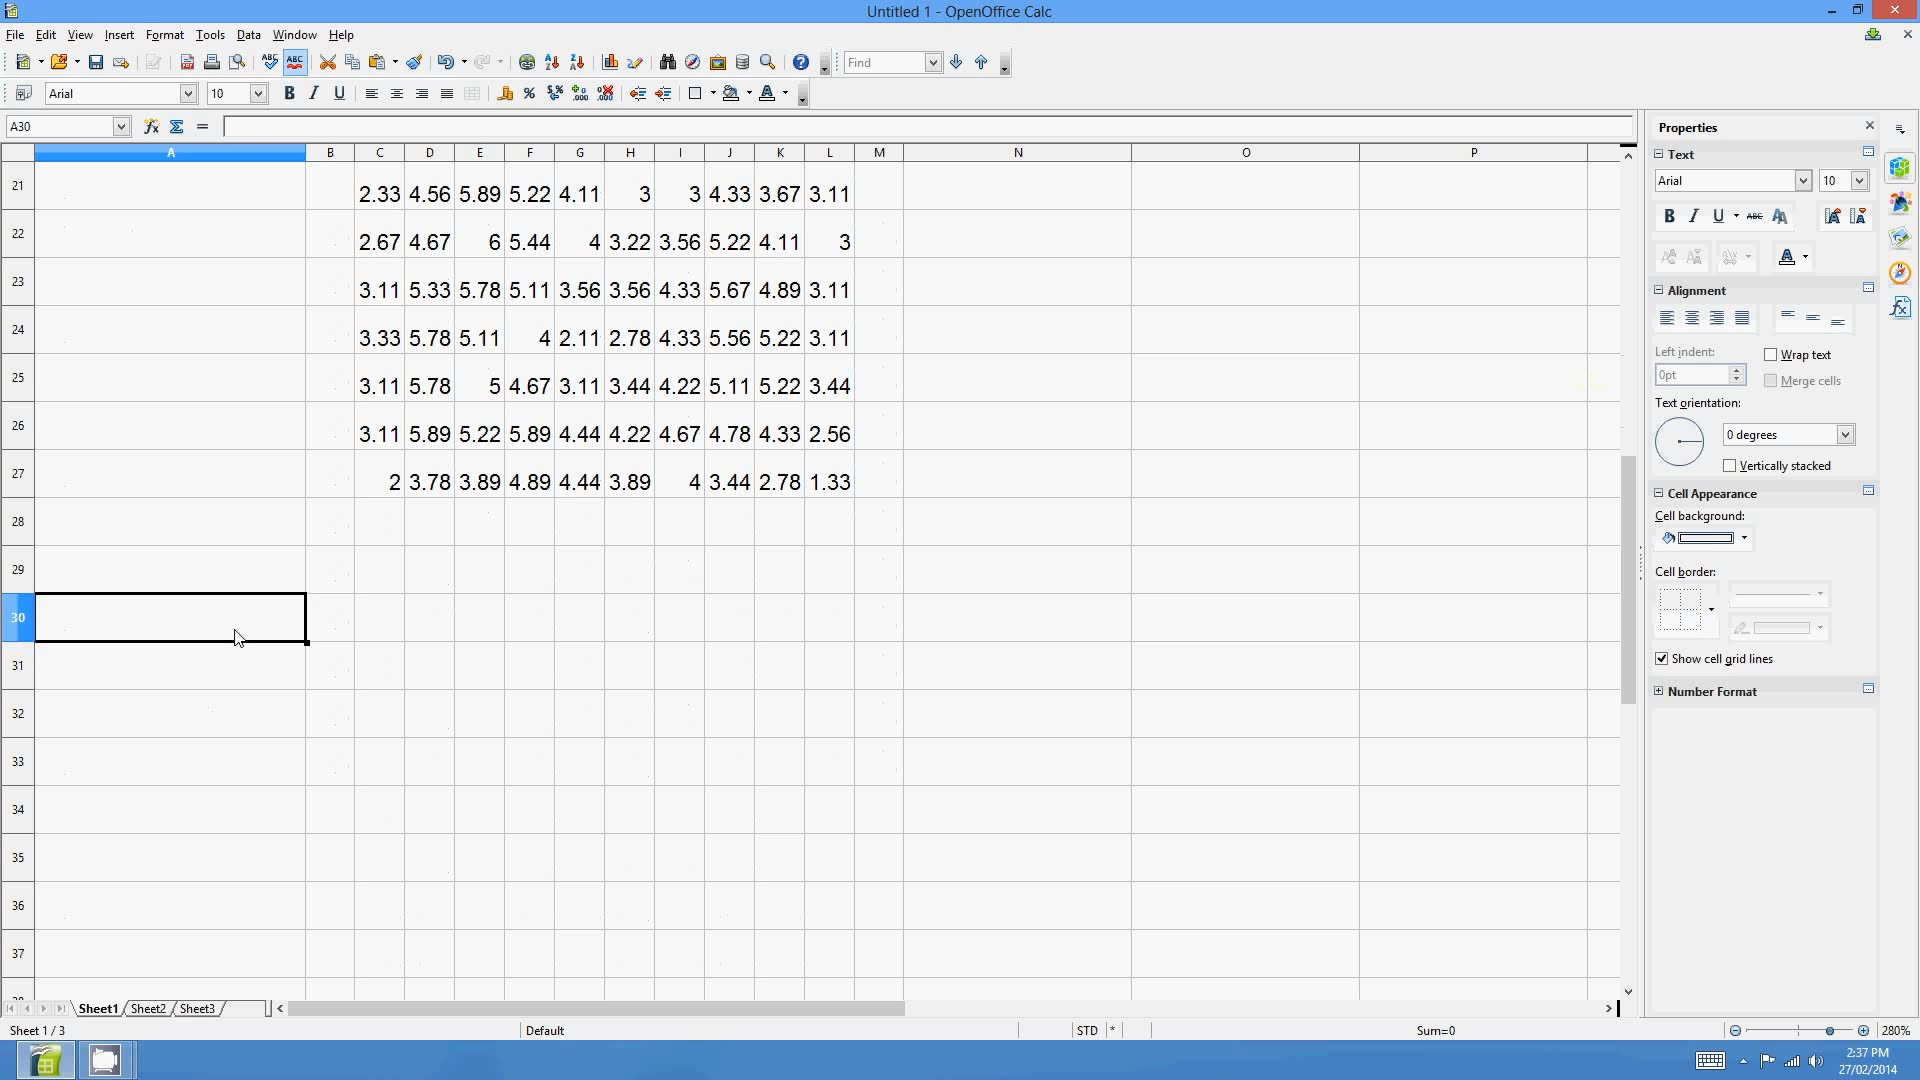 Untitled 1 - OpenOffice Calc
File Edit View Insert Format Tools Data Window Help
Find
Arial 10
A30
A B C D E F G H I J K L M N O P
21 2.33 4.56 5.89 5.22 4.11 3 3 4.33 3.67 3.11
22 2.67 4.67 6 5.44 4 3.22 3.56 5.22 4.11 3
23 3.11 5.33 5.78 5.11 3.56 3.56 4.33 5.67 4.89 3.11
24 3.33 5.78 5.11 4 2.11 2.78 4.33 5.56 5.22 3.11
25 3.11 5.78 5 4.67 3.11 3.44 4.22 5.11 5.22 3.44
26 3.11 5.89 5.22 5.89 4.44 4.22 4.67 4.78 4.33 2.56
27 2 3.78 3.89 4.89 4.44 3.89 4 3.44 2.78 1.33
28
29
30
31
32
33
34
35
36
37
Properties
Text
Arial 10
Alignment
Left indent:
Wrap text
0pt
Merge cells
Text orientation:
0 degrees
Vertically stacked
Cell Appearance
Cell background:
Cell border:
Show cell grid lines
Number Format
Sheet1 Sheet2 Sheet3
Sheet 1 / 3 Default STD * Sum=0 280%
2:37 PM
27/02/2014